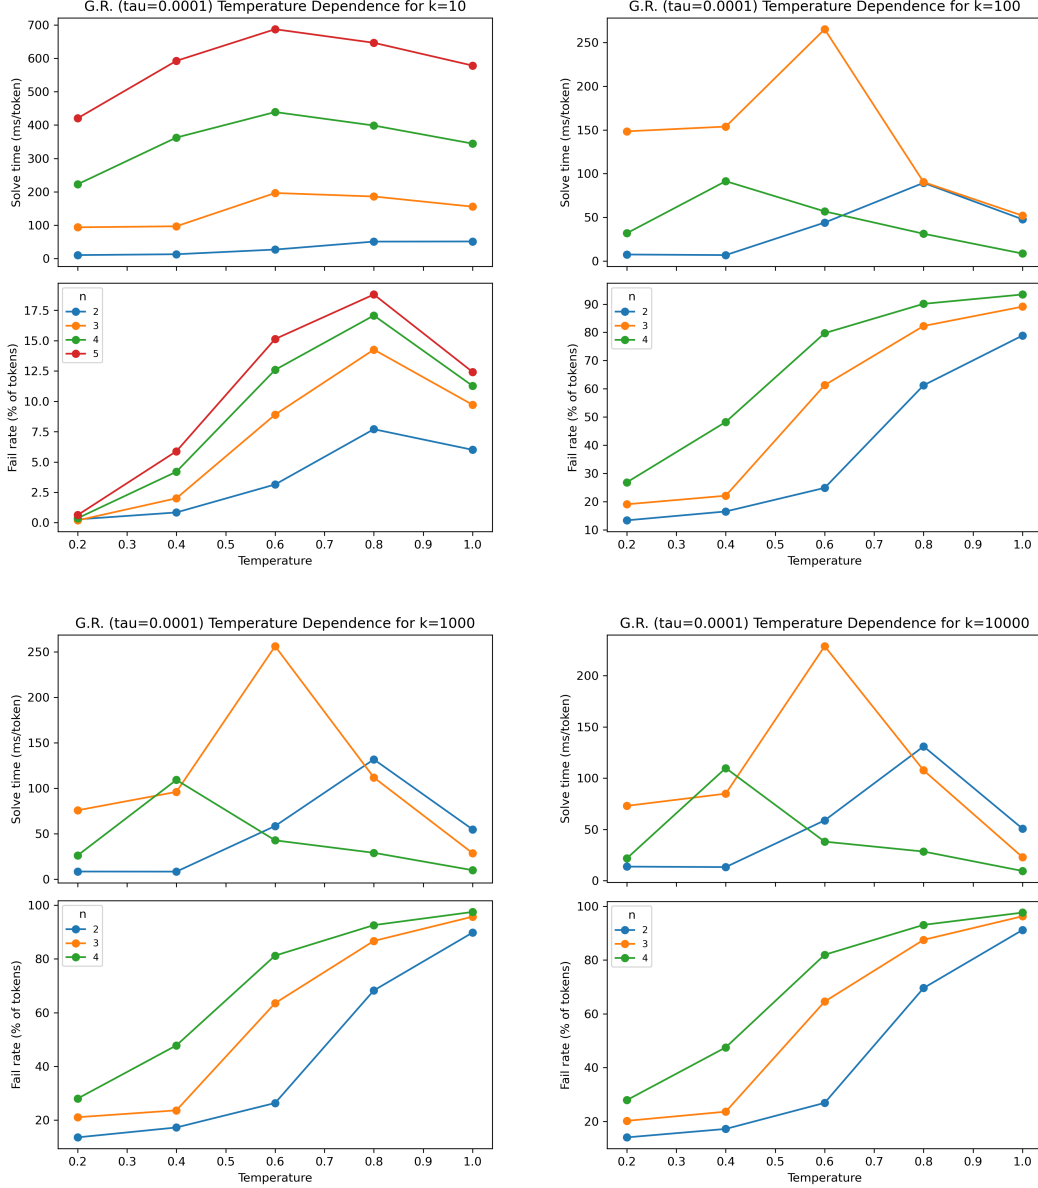 G.R. (tau=0.0001) Temperature Dependence for k=10
700
600
500
400
300
200
100
0
Solve time (ms/token)
17.5
15.0
12.5
10.0
7.5
5.0
2.5
0.0
Fail rate (% of tokens)
n
2
3
4
5
0.2 0.3 0.4 0.5 0.6 0.7 0.8 0.9 1.0
Temperature
G.R. (tau=0.0001) Temperature Dependence for k=100
250
200
150
100
50
0
Solve time (ms/token)
90
80
70
60
50
40
30
20
10
Fail rate (% of tokens)
n
2
3
4
0.2 0.3 0.4 0.5 0.6 0.7 0.8 0.9 1.0
Temperature
G.R. (tau=0.0001) Temperature Dependence for k=1000
250
200
150
100
50
0
Solve time (ms/token)
100
80
60
40
20
Fail rate (% of tokens)
n
2
3
4
0.2 0.3 0.4 0.5 0.6 0.7 0.8 0.9 1.0
Temperature
G.R. (tau=0.0001) Temperature Dependence for k=10000
200
150
100
50
0
Solve time (ms/token)
100
80
60
40
20
Fail rate (% of tokens)
n
2
3
4
0.2 0.3 0.4 0.5 0.6 0.7 0.8 0.9 1.0
Temperature